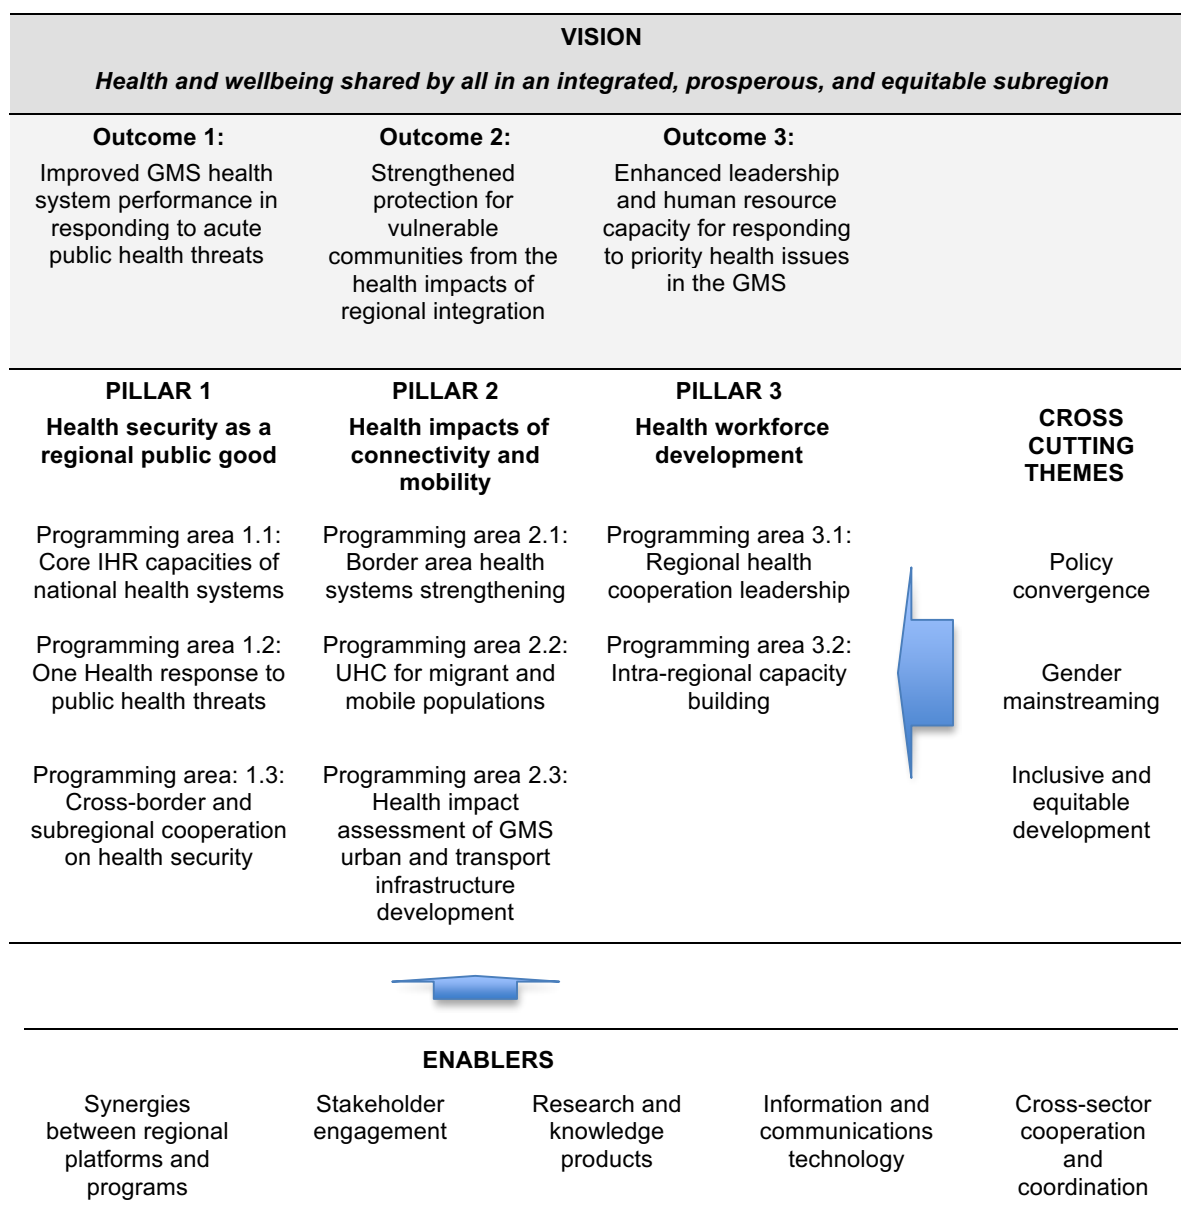 VISION
Health and wellbeing shared by all in an integrated, prosperous, and equitable subregion
Outcome 1:
Improved GMS health
system performance in
responding to acute
public health threats
Outcome 2:
Strengthened
protection for
vulnerable
communities from the
health impacts of
regional integration
Outcome 3:
Enhanced leadership
and human resource
capacity for responding
to priority health issues
in the GMS
PILLAR 1
Health security as a
regional public good
Programming area 1.1:
Core IHR capacities of
national health systems
Programming area 1.2:
One Health response to
public health threats
Programming area: 1.3:
Cross-border and
subregional cooperation
on health security
PILLAR 2
Health impacts of
connectivity and
mobility
Programming area 2.1:
Border area health
systems strengthening
Programming area 2.2:
UHC for migrant and
mobile populations
Programming area 2.3:
Health impact
assessment of GMS
urban and transport
infrastructure
development
PILLAR 3
Health workforce
development
Programming area 3.1:
Regional health
cooperation leadership
Programming area 3.2:
Intra-regional capacity
building
CROSS
CUTTING
THEMES
Policy
convergence
Gender
mainstreaming
Inclusive and
equitable
development
ENABLERS
Synergies
between regional
platforms and
programs
Stakeholder
engagement
Research and
knowledge
products
Information and
communications
technology
Cross-sector
cooperation
and
coordination